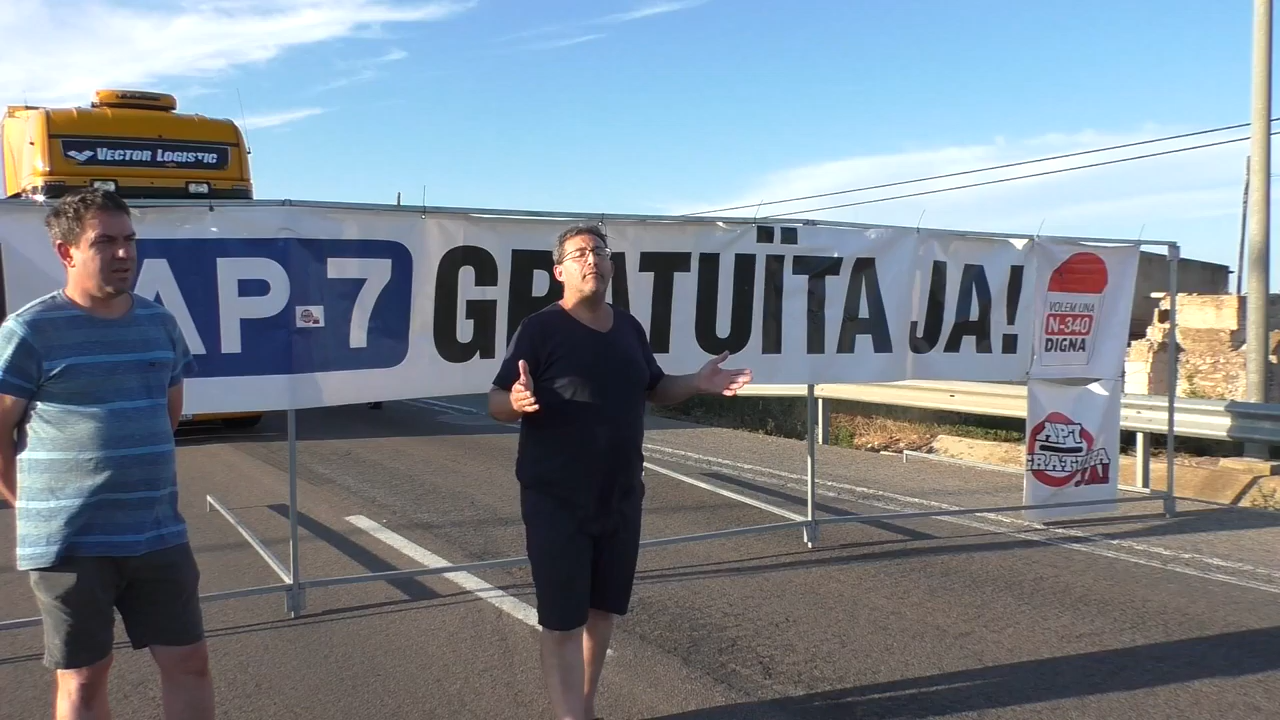 VECTOR LOGISTIC
AP-7 GRATUÏTA JA!
VOLEM UNA
N-340
DIGNA
AP7
GRATUÏTA
JA!